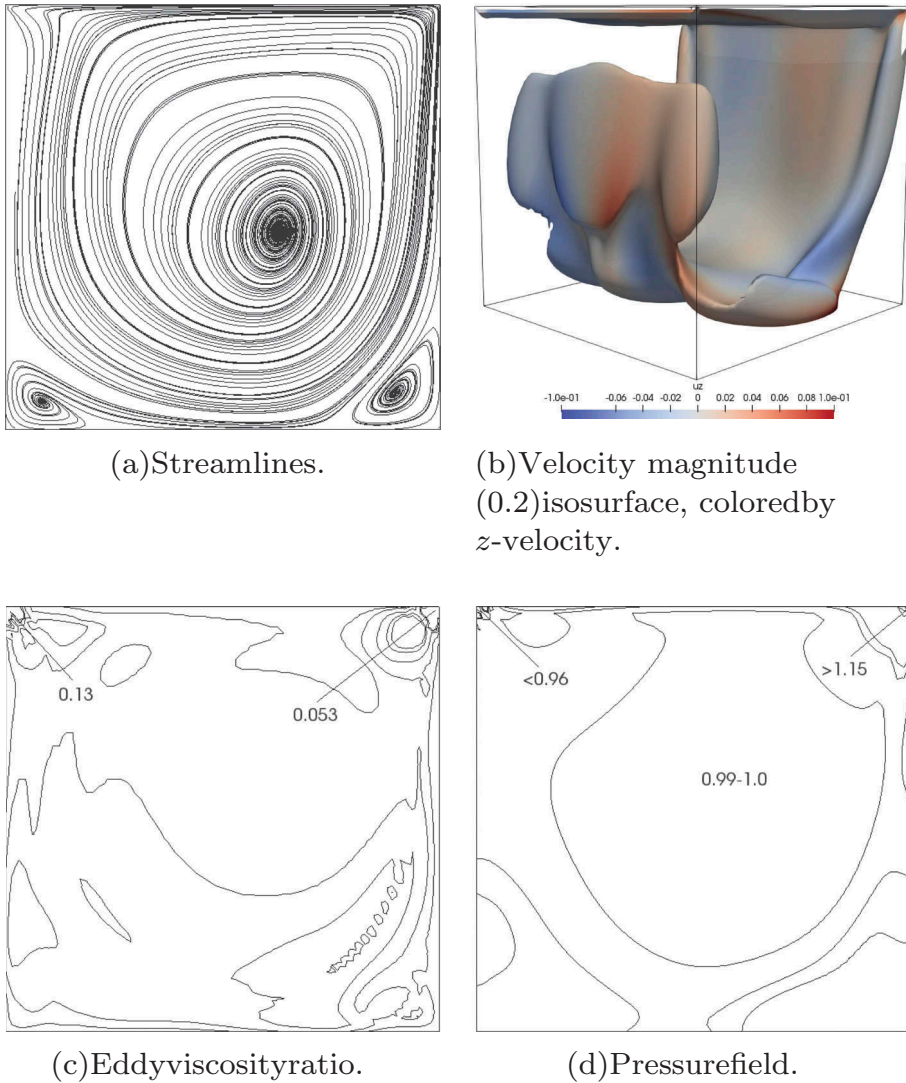 uz
-1.0e-01 -0.06 -0.04 -0.02 0 0.02 0.04 0.06 0.08 1.0e-01
(a)Streamlines.
(b)Velocity magnitude
(0.2)isosurface, coloredby
z-velocity.
0.13
0.053
<0.96
>1.15
0.99-1.0
(c)Eddyviscosityratio.
(d)Pressurefield.